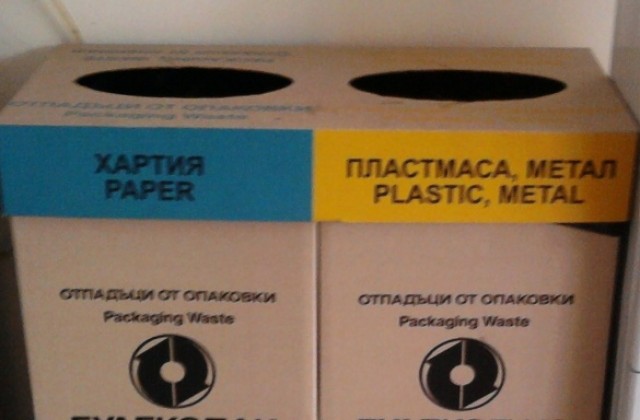 ОТПАДЪЦИ ОТ ОПАКОВКИ
Packaging Waste
ХАРТИЯ
PAPER
ПЛАСТМАСА, МЕТАЛ
PLASTIC, METAL
ОТПАДЪЦИ ОТ ОПАКОВКИ
Packaging Waste
ОТПАДЪЦИ ОТ ОПАКОВКИ
Packaging Waste